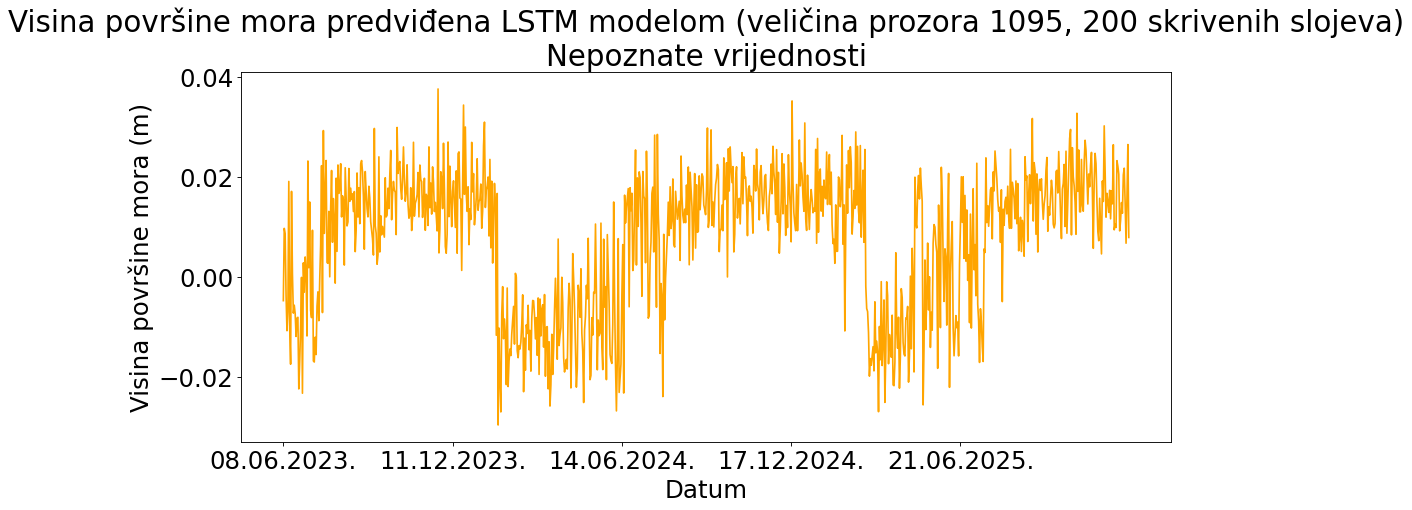 Visina površine mora predviđena LSTM modelom (veličina prozora 1095, 200 skrivenih slojeva)
Nepoznate vrijednosti
Visina površine mora (m)
0.04
0.02
0.00
−0.02
08.06.2023. 11.12.2023. 14.06.2024. 17.12.2024. 21.06.2025.
Datum